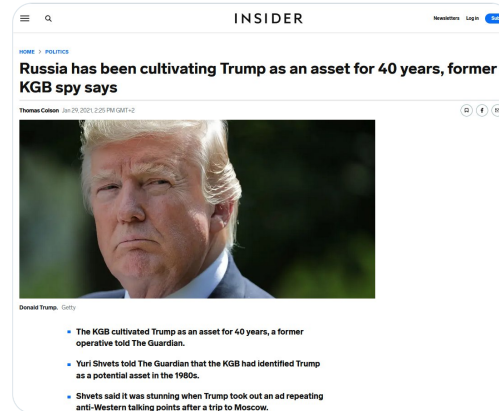 INSIDER
Newsletters Log in
HOME > POLITICS
Russia has been cultivating Trump as an asset for 40 years, former
KGB spy says
Thomas Colson Jan 29, 2021, 2:25 PM GMT+2
Donald Trump. Getty
The KGB cultivated Trump as an asset for 40 years, a former
operative told The Guardian.
Yuri Shvets told The Guardian that the KGB had identified Trump
as a potential asset in the 1980s.
Shvets said it was stunning when Trump took out an ad repeating
anti-Western talking points after a trip to Moscow.